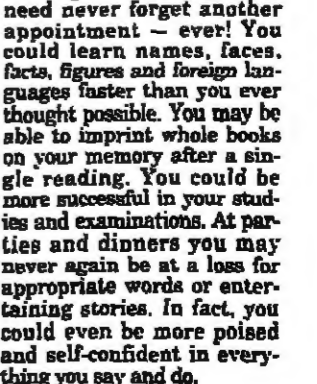 need never forget another
appointment — ever! You
could learn names, faces.
facts, figures and foreign lan-
guages faster than you ever
thought possible. You may be
able to imprint whole books
on your memory after a sin-
gle reading. You could be
more successful in your stud-
ies and examinations. At par-
ties and dinners you may
never again be at a loss for
appropriate words or enter-
taining stories. In fact, you
could even be more poised
and self-confident in every-
thing you say and do.